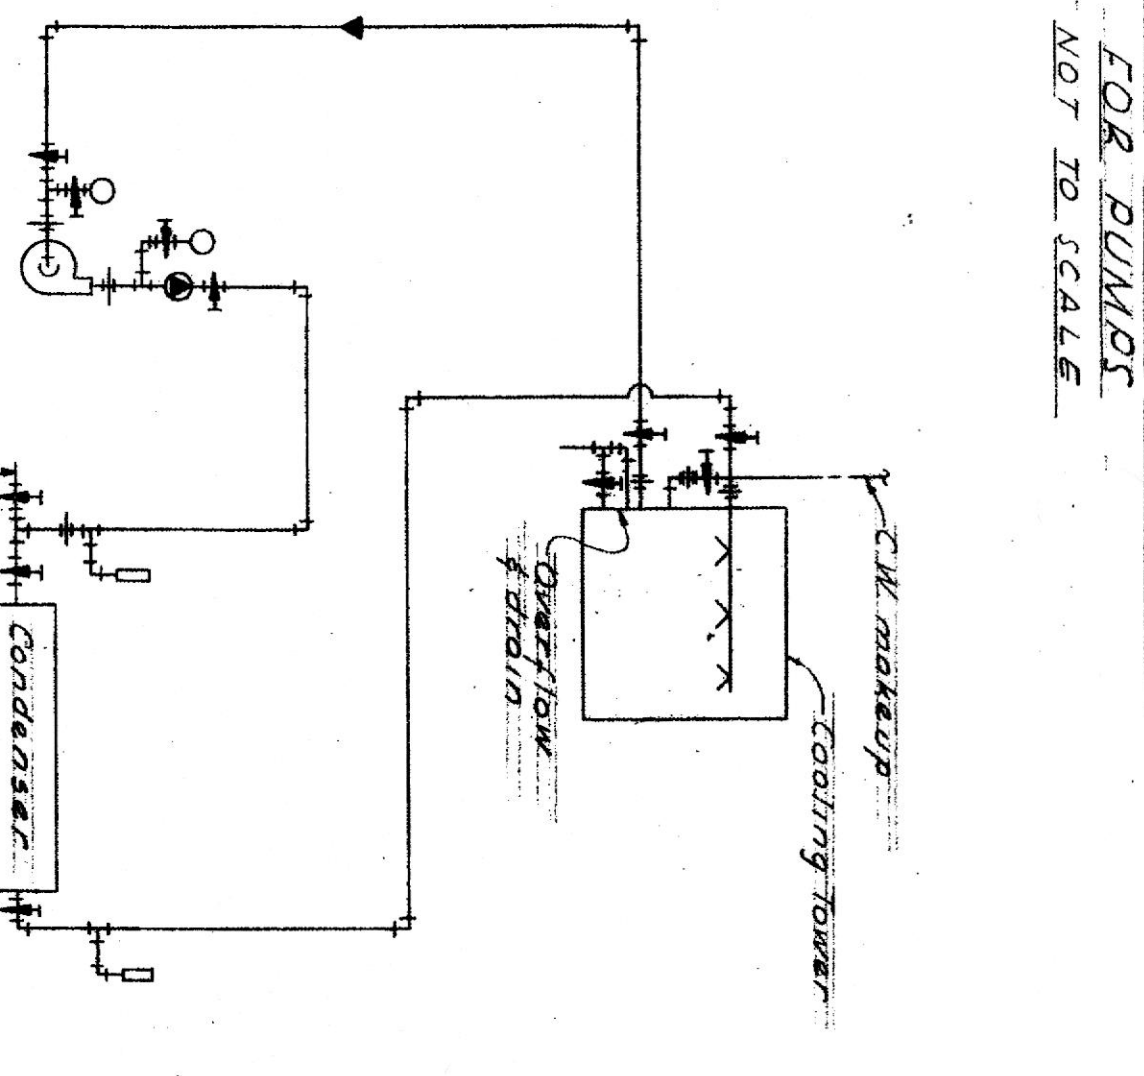 FOR PUMPS
NOT TO SCALE
C.W. makeup
Cooling Tower
Overflow
& drain
Condenser